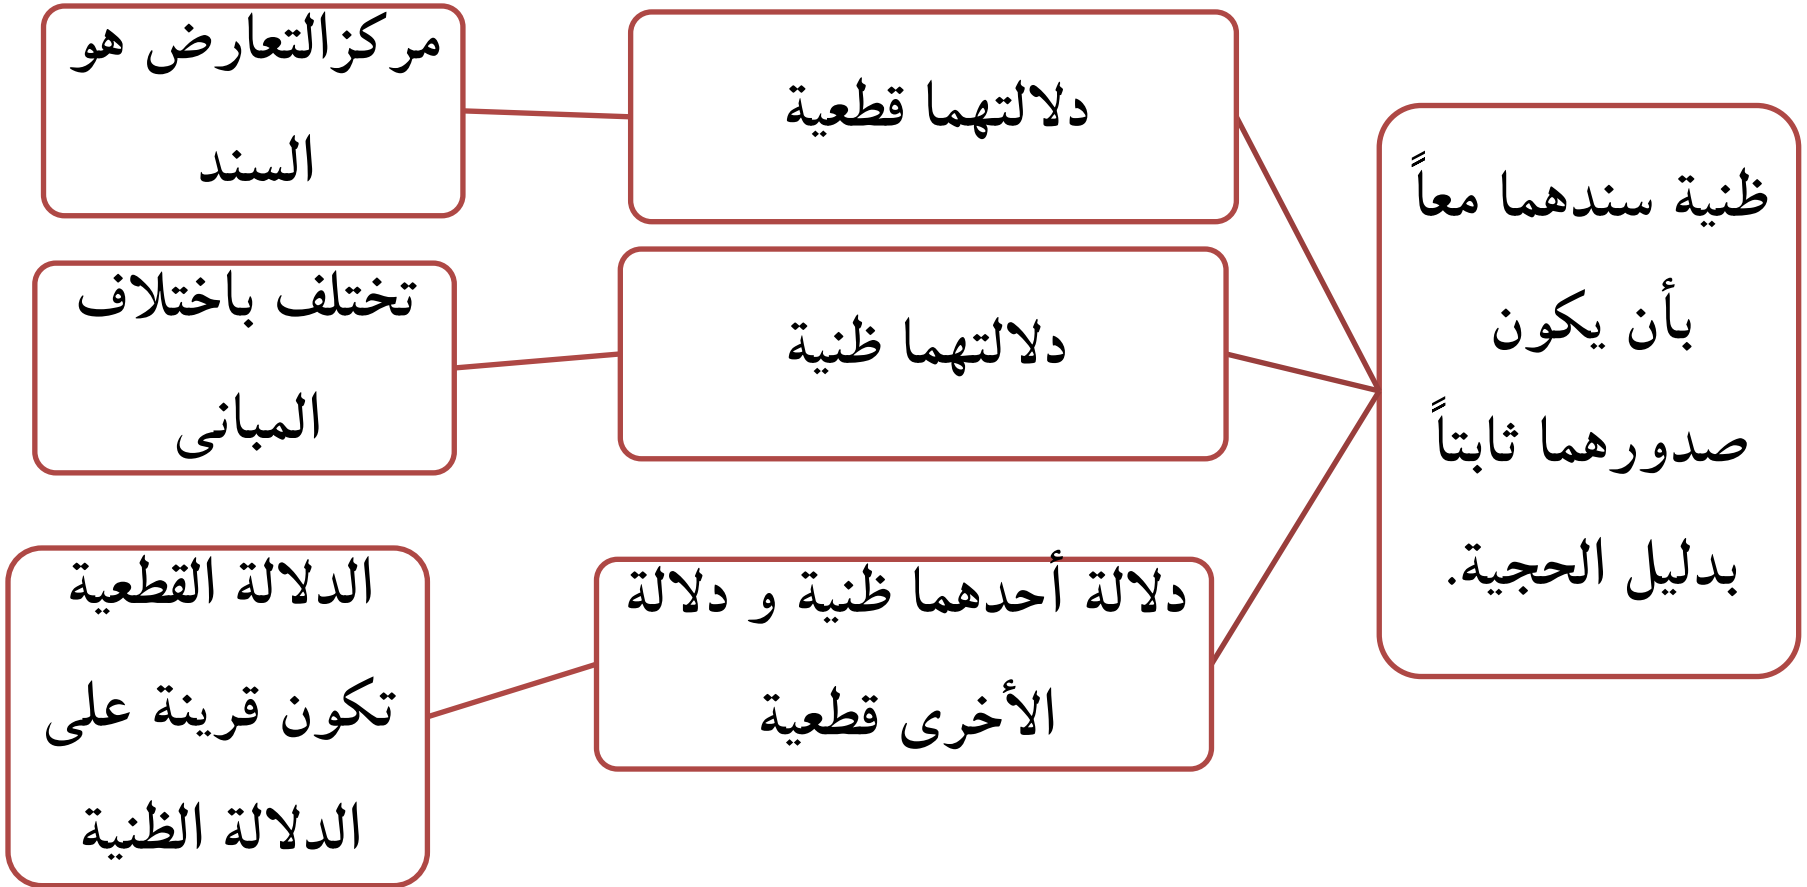 ظنية سندهما معاً
بأن يكون
صدورهما ثابتاً
بدليل الحجية.
دلالتهما قطعية
مركزالتعارض هو
السند
دلالتهما ظنية
تختلف باختلاف
المبانى
دلالة أحدهما ظنية و دلالة
الأخرى قطعية
الدلالة القطعية
تكون قرينة على
الدلالة الظنية